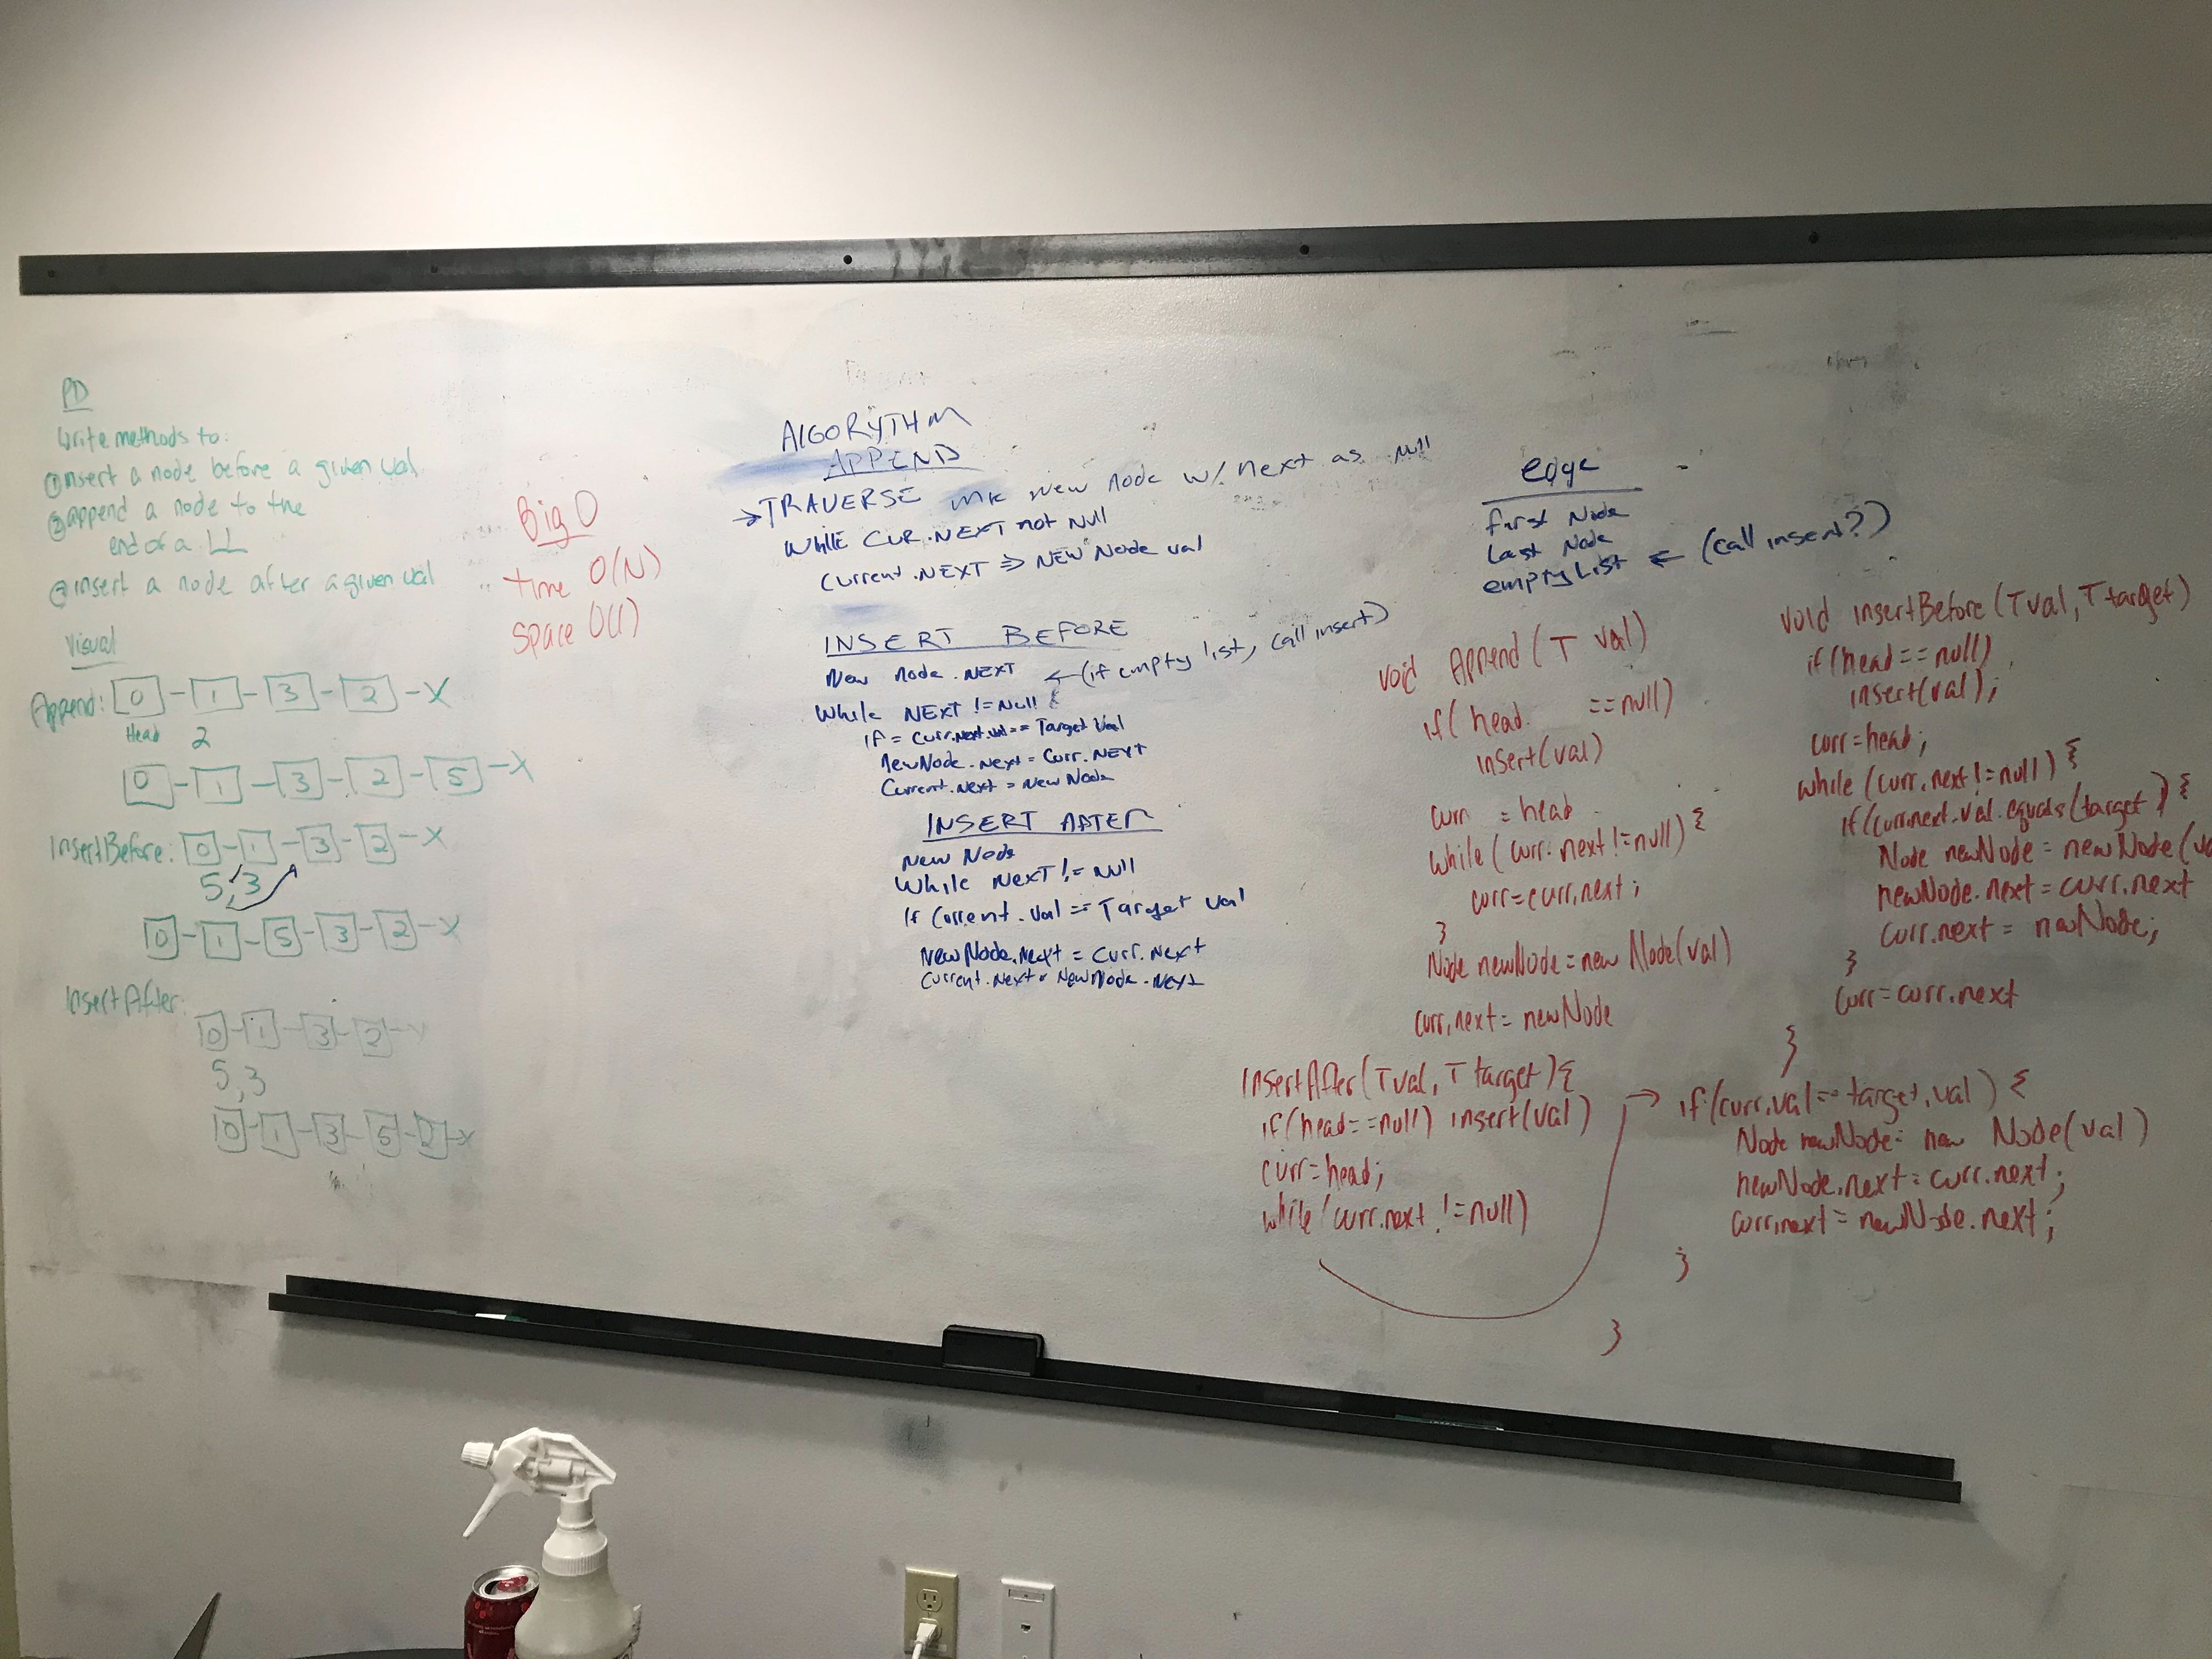 PD
Write methods to:
① Insert a node before a given val
② append a node to the
end of a LL
③ insert a node after a given val
Visual
Append: 0 - 1 - 3 - 2 - X
Head 2
0 - 1 - 3 - 2 - 5 - X
InsertBefore: 0 - 1 - 3 - 2 - X
5, 3
0 - 1 - 5 - 3 - 2 - X
InsertAfter:
0 - 1 - 3 - 2 - X
5, 3
0 - 1 - 3 - 5 - 2 - X
Big O
time O(N)
space O(1)
ALGORYTHM
APPEND
→ TRAVERSE mk new node w/ next as null
While CUR.NEXT not Null
Current.NEXT ⇒ NEW Node val
INSERT BEFORE
New node.NEXT ← (if empty list, call insert)
While NEXT != Null {
IF = Curr.next.val == Target Val
newNode.Next = Curr.NEXT
Current.next = New Node
INSERT AFTER
New Node
While NEXT != Null
If Current.val == Target val
NewNode.Next = Curr.Next
Current.Next = NewNode.Next
edge
first Node
Last Node
empty List ← (call insert?)
void Append (T val)
if( head ==null)
insert(val)
curr = head
while( curr.next != null) {
curr=curr.next;
}
Node newNode = new Node(val)
curr.next = newNode
InsertAfter(T val, T target){
if(head==null) insert(val)
curr=head;
while(curr.next != null)
→ if(curr.val == target.val) {
Node newNode = new Node(val)
newNode.next = curr.next;
curr.next = newNode.next;
}
}
void insertBefore(T val, T target)
if(head==null)
insert(val);
curr=head;
while (curr.next != null) {
if(curr.next.val.equals(target) {
Node newNode = newNode(va
newNode.next = curr.next
curr.next = newNode;
}
curr=curr.next
}